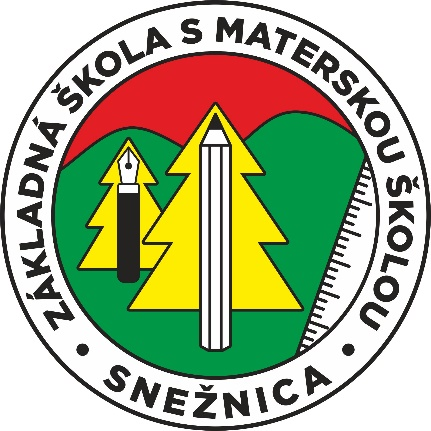 ZÁKLADNÁ ŠKOLA S MATERSKOU ŠKOLOU
• SNEŽNICA •